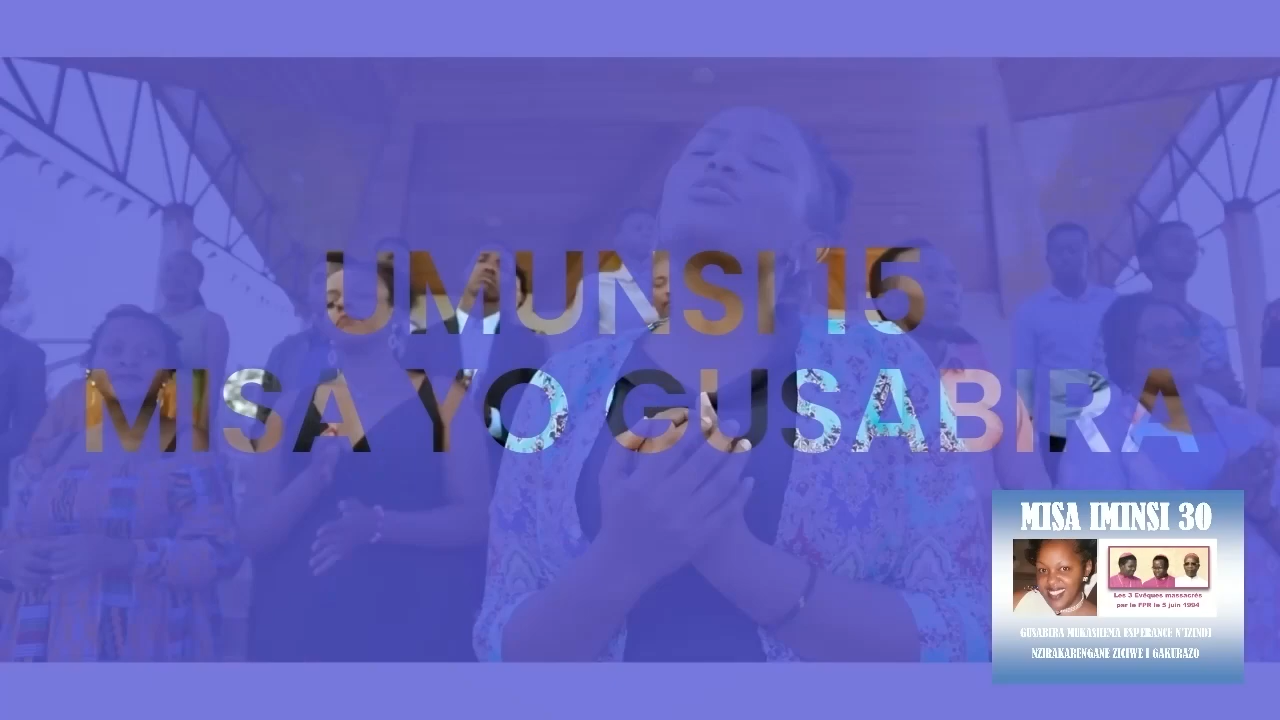 UMUNSI 15
MISA YO GUSABIRA
MISA IMINSI 30
Les 3 Evêques massacrés
par le FPR le 5 juin 1994
GUSABIRA MUKASHEMA ESPERANCE N'IZINDI
NZIRAKARENGANE ZICIWE I GAKURAZO